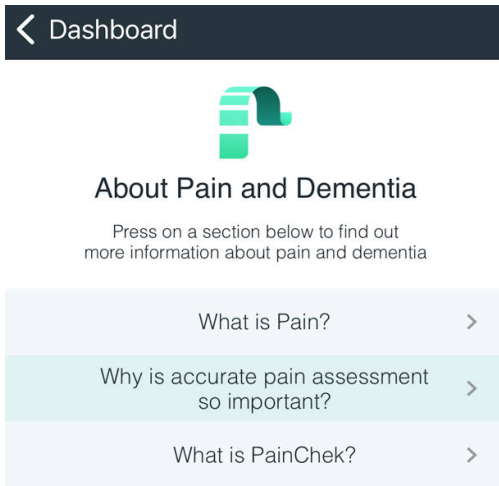 Dashboard
About Pain and Dementia
Press on a section below to find out
more information about pain and dementia
What is Pain?
Why is accurate pain assessment
so important?
What is PainChek?